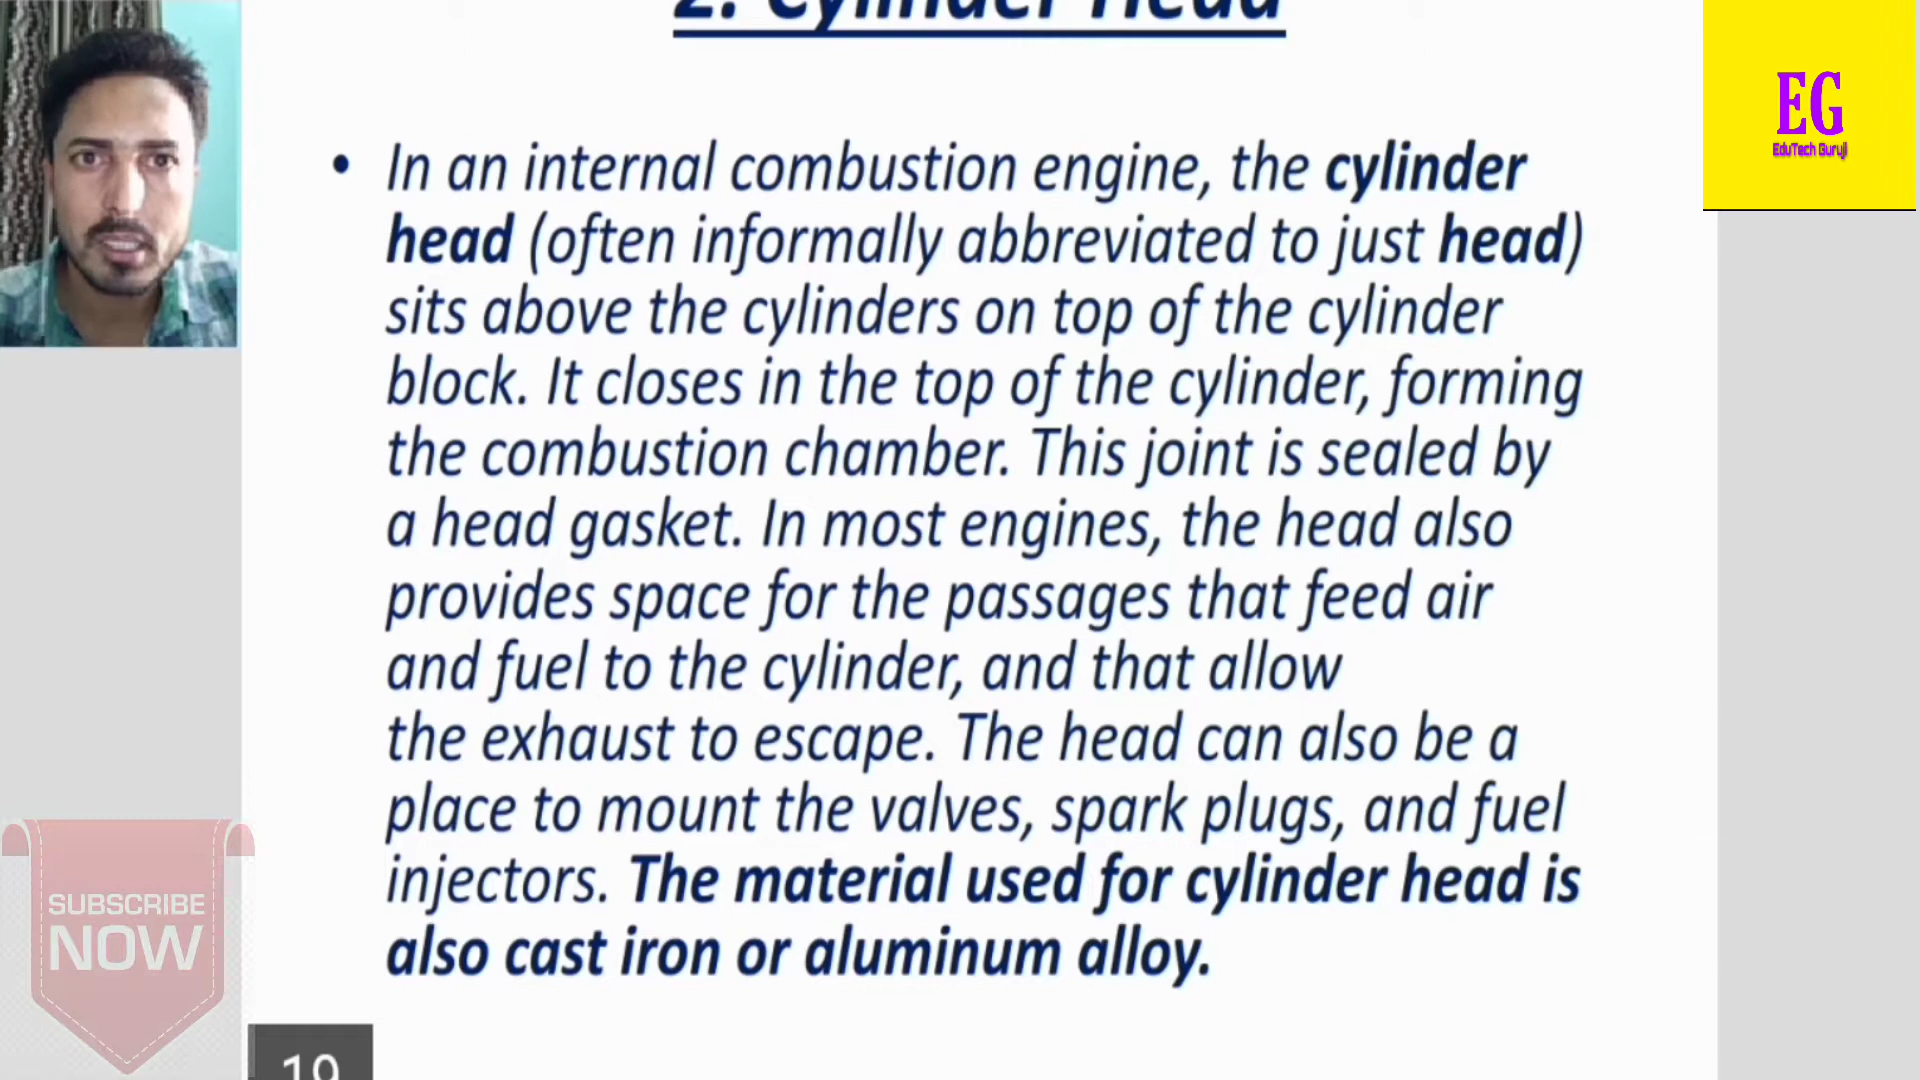 2. Cylinder Head
• In an internal combustion engine, the cylinder
head (often informally abbreviated to just head)
sits above the cylinders on top of the cylinder
block. It closes in the top of the cylinder, forming
the combustion chamber. This joint is sealed by
a head gasket. In most engines, the head also
provides space for the passages that feed air
and fuel to the cylinder, and that allow
the exhaust to escape. The head can also be a
place to mount the valves, spark plugs, and fuel
injectors. The material used for cylinder head is
also cast iron or aluminum alloy.
EG
EduTech Guruji
SUBSCRIBE
NOW
19